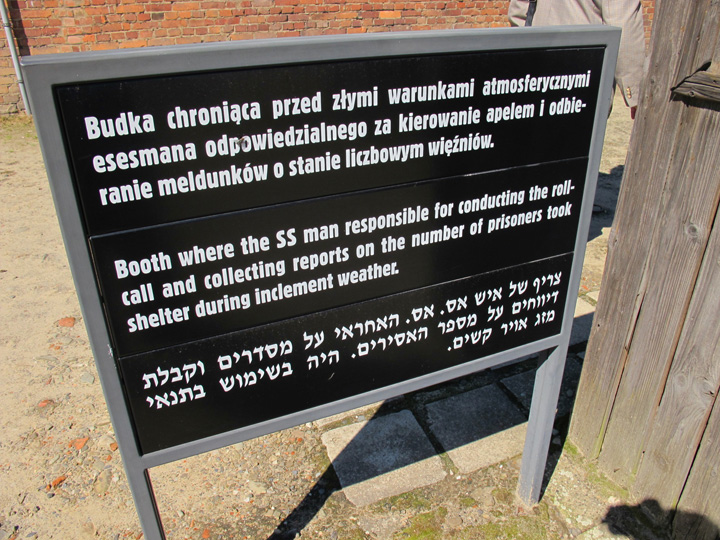 Budka chroniąca przed złymi warunkami atmosferycznymi
esesmana odpowiedzialnego za kierowanie apelem i odbie-
ranie meldunków o stanie liczbowym więźniów.
Booth where the SS man responsible for conducting the roll-
call and collecting reports on the number of prisoners took
shelter during inclement weather.
צריף של איש אס. אס. האחראי על מסדרים וקבלת
דיווחים על מספר האסירים. היה בשימוש בתנאי
מזג אויר קשים.